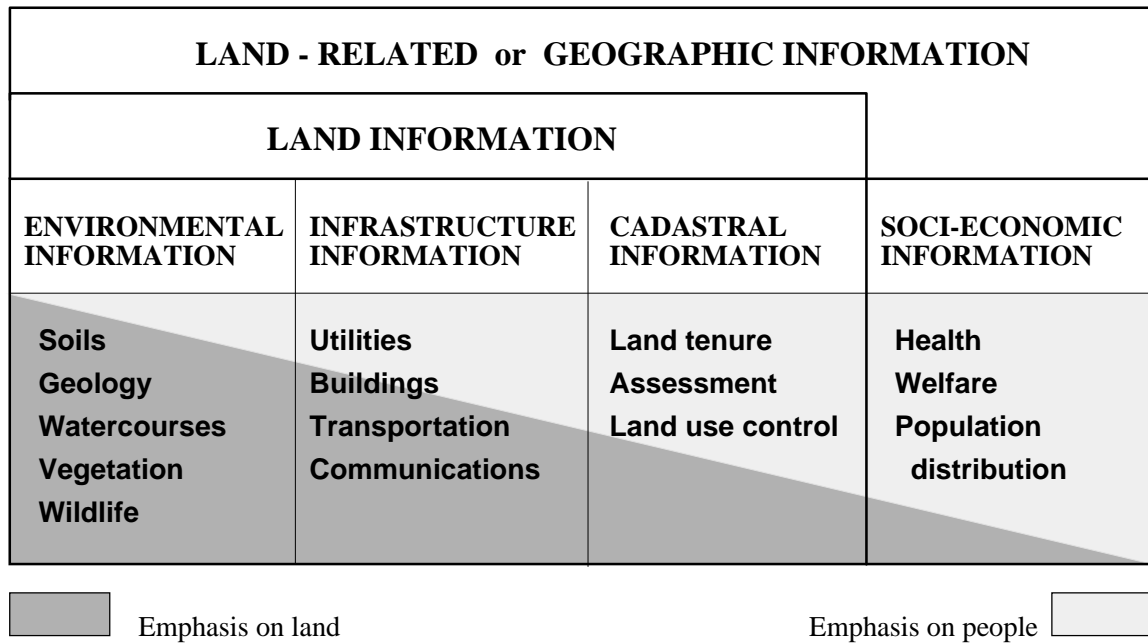 LAND - RELATED or GEOGRAPHIC INFORMATION
LAND INFORMATION
ENVIRONMENTAL
INFORMATION
INFRASTRUCTURE
INFORMATION
CADASTRAL
INFORMATION
SOCI-ECONOMIC
INFORMATION
Soils
Geology
Watercourses
Vegetation
Wildlife
Utilities
Buildings
Transportation
Communications
Land tenure
Assessment
Land use control
Health
Welfare
Population
distribution
Emphasis on land
Emphasis on people